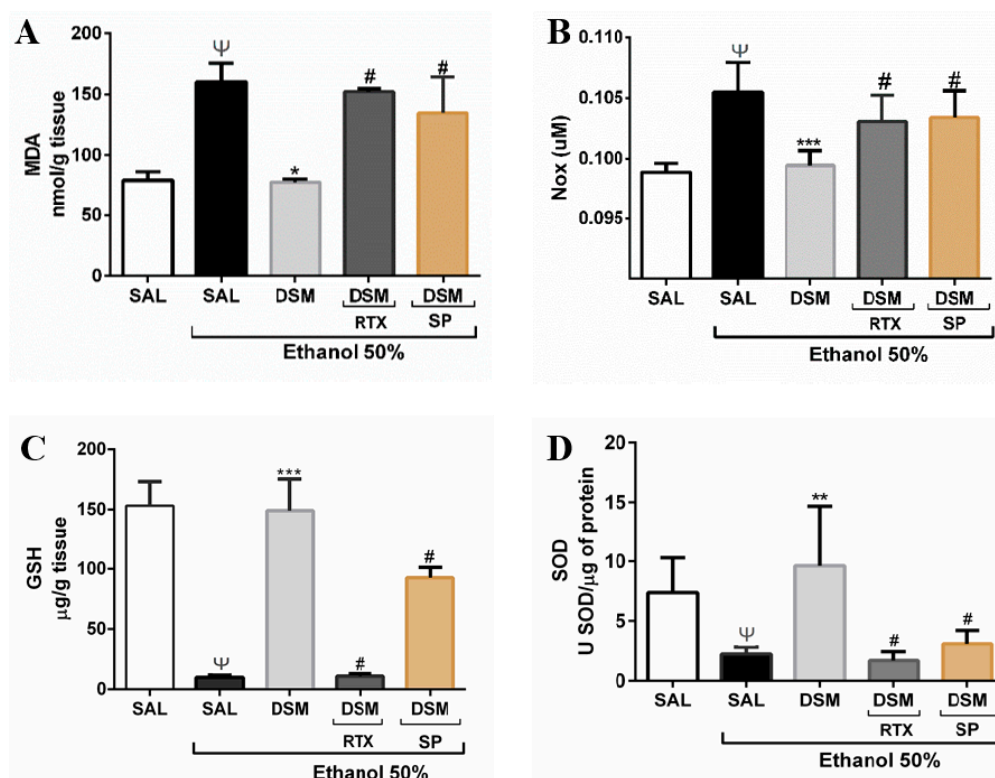 A
MDA
nmol/g tissue
200
150
100
50
0
Ψ
*
#
#
SAL
SAL
DSM
DSM
DSM
RTX
SP
Ethanol 50%
B
Nox (uM)
0.110
0.105
0.100
0.095
Ψ
***
#
#
SAL
SAL
DSM
DSM
DSM
RTX
SP
Ethanol 50%
C
GSH
µg/g tissue
200
150
100
50
0
Ψ
***
#
#
SAL
SAL
DSM
DSM
DSM
RTX
SP
Ethanol 50%
D
SOD
U SOD/µg of protein
20
15
10
5
0
Ψ
**
#
#
SAL
SAL
DSM
DSM
DSM
RTX
SP
Ethanol 50%